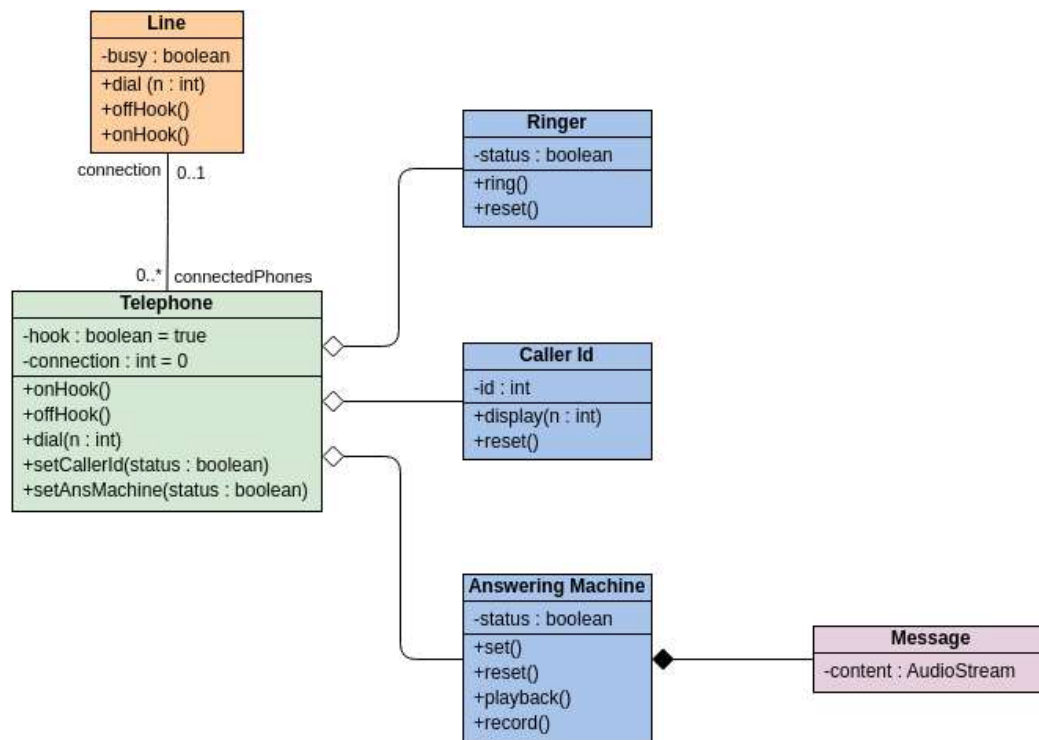 Line
-busy : boolean
+dial (n : int)
+offHook()
+onHook()
connection
0..1
0..*
connectedPhones
Telephone
-hook : boolean = true
-connection : int = 0
+onHook()
+offHook()
+dial(n : int)
+setCallerId(status : boolean)
+setAnsMachine(status : boolean)
Ringer
-status : boolean
+ring()
+reset()
Caller Id
-id : int
+display(n : int)
+reset()
Answering Machine
-status : boolean
+set()
+reset()
+playback()
+record()
Message
-content : AudioStream